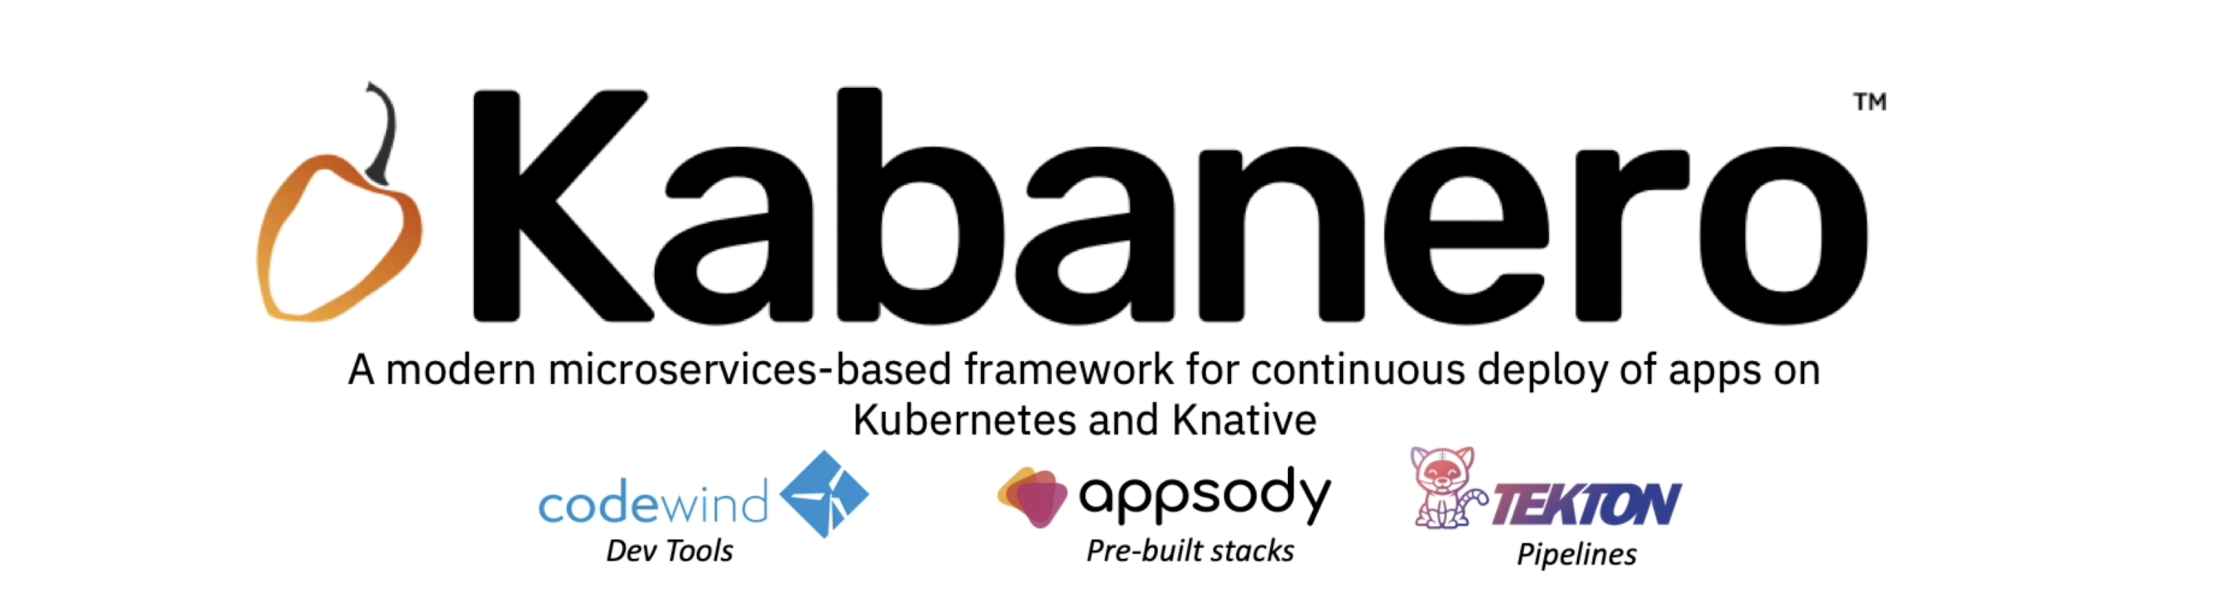 Kabanero™
A modern microservices-based framework for continuous deploy of apps on
Kubernetes and Knative
codewind
appsody
TEKTON
Dev Tools
Pre-built stacks
Pipelines